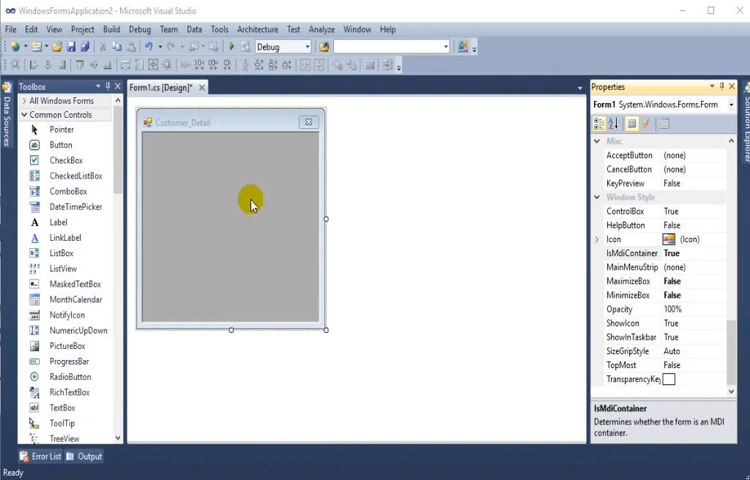 WindowsFormsApplication2 - Microsoft Visual Studio
File Edit View Project Build Debug Team Data Tools Architecture Test Analyze Window Help
Debug
Data Sources
Toolbox
All Windows Forms
Common Controls
Pointer
Button
CheckBox
CheckedListBox
ComboBox
DateTimePicker
Label
LinkLabel
ListBox
ListView
MaskedTextBox
MonthCalendar
NotifyIcon
NumericUpDown
PictureBox
ProgressBar
RadioButton
RichTextBox
TextBox
ToolTip
TreeView
Form1.cs [Design]*
Customer_Detail
Properties
Form1 System.Windows.Forms.Form
Misc
AcceptButton (none)
CancelButton (none)
KeyPreview False
Window Style
ControlBox True
HelpButton False
Icon (Icon)
IsMdiContainer True
MainMenuStrip (none)
MaximizeBox False
MinimizeBox False
Opacity 100%
ShowIcon True
ShowInTaskbar True
SizeGripStyle Auto
TopMost False
TransparencyKey
IsMdiContainer
Determines whether the form is an MDI
container.
Solution Explorer
Error List Output
Ready